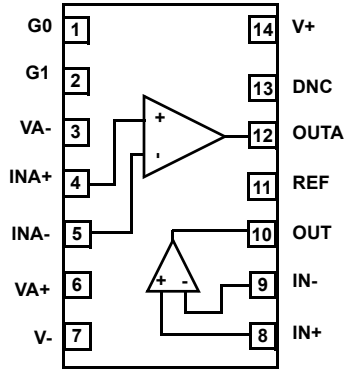 G0 1 14 V+
G1 2 13 DNC
VA- 3 + 12 OUTA
INA+ 4 - 11 REF
INA- 5 10 OUT
VA+ 6 + - 9 IN-
V- 7 8 IN+